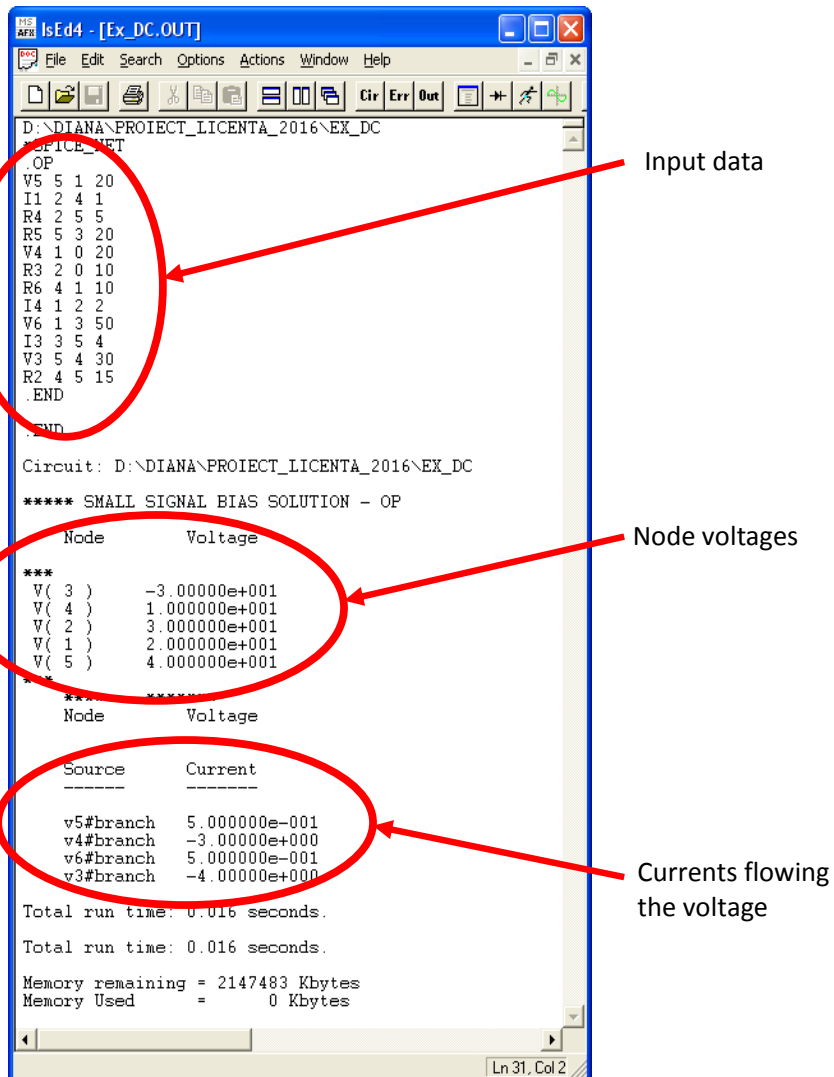 IsEd4 - [Ex_DC.OUT]
File Edit Search Options Actions Window Help
Cir Err Out
D:\DIANA\PROIECT_LICENTA_2016\EX_DC
*SPICE_NET
.OP
V5 5 1 20
I1 2 4 1
R4 2 5 5
R5 5 3 20
V4 1 0 20
R3 2 0 10
R6 4 1 10
I4 1 2 2
V6 1 3 50
I3 3 5 4
V3 5 4 30
R2 4 5 15
.END
.END
Circuit: D:\DIANA\PROIECT_LICENTA_2016\EX_DC
***** SMALL SIGNAL BIAS SOLUTION - OP
Node Voltage
***
V( 3 ) -3.00000e+001
V( 4 ) 1.000000e+001
V( 2 ) 3.000000e+001
V( 1 ) 2.000000e+001
V( 5 ) 4.000000e+001
***
Node Voltage
Source Current
------ -------
v5#branch 5.000000e-001
v4#branch -3.00000e+000
v6#branch 5.000000e-001
v3#branch -4.00000e+000
Total run time: 0.016 seconds.
Total run time: 0.016 seconds.
Memory remaining = 2147483 Kbytes
Memory Used = 0 Kbytes
Ln 31, Col 2
Input data
Node voltages
Currents flowing
the voltage